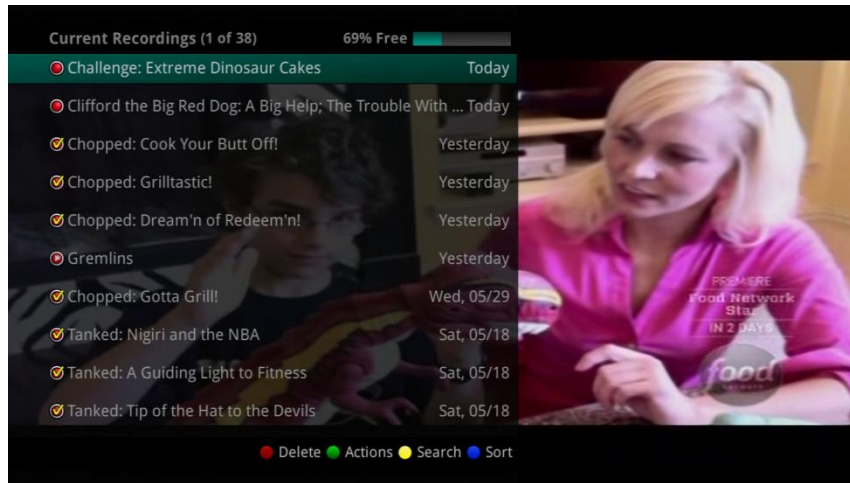 Current Recordings (1 of 38) 69% Free
Challenge: Extreme Dinosaur Cakes Today
Clifford the Big Red Dog: A Big Help; The Trouble With ... Today
Chopped: Cook Your Butt Off! Yesterday
Chopped: Grilltastic! Yesterday
Chopped: Dream'n of Redeem'n! Yesterday
Gremlins Yesterday
Chopped: Gotta Grill! Wed, 05/29
Tanked: Nigiri and the NBA Sat, 05/18
Tanked: A Guiding Light to Fitness Sat, 05/18
Tanked: Tip of the Hat to the Devils Sat, 05/18
Delete Actions Search Sort
PREMIERE
Food Network
Star
IN 2 DAYS
food
network